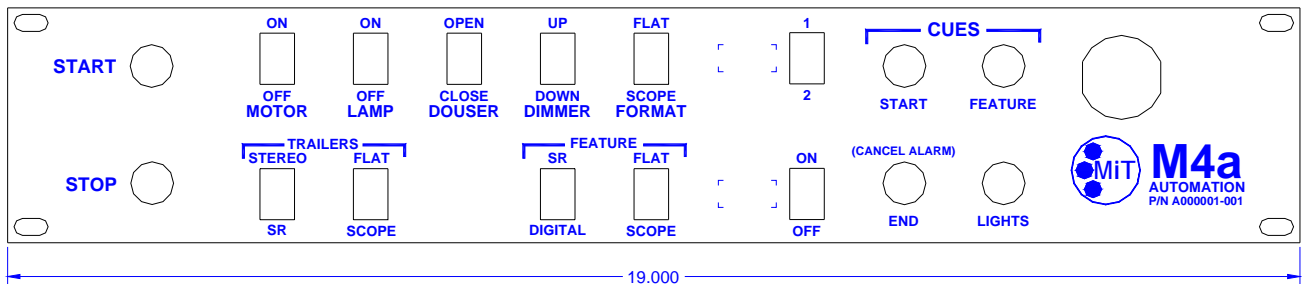 ON ON OPEN UP FLAT 1 CUES
START
OFF OFF CLOSE DOWN SCOPE 2 START FEATURE
MOTOR LAMP DOUSER DIMMER FORMAT
TRAILERS FEATURE
STEREO FLAT SR FLAT ON (CANCEL ALARM)
STOP MiT M4a
AUTOMATION
P/N A000001-001
SR SCOPE DIGITAL SCOPE OFF END LIGHTS
19.000